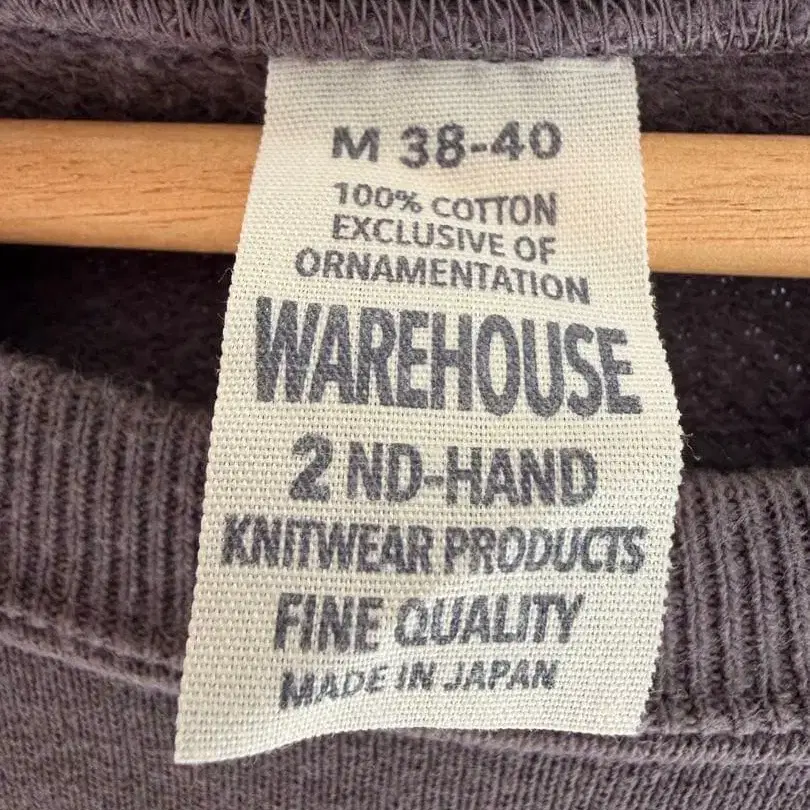 M 38-40
100% COTTON
EXCLUSIVE OF
ORNAMENTATION
WAREHOUSE
2 ND-HAND
KNITWEAR PRODUCTS
FINE QUALITY
MADE IN JAPAN